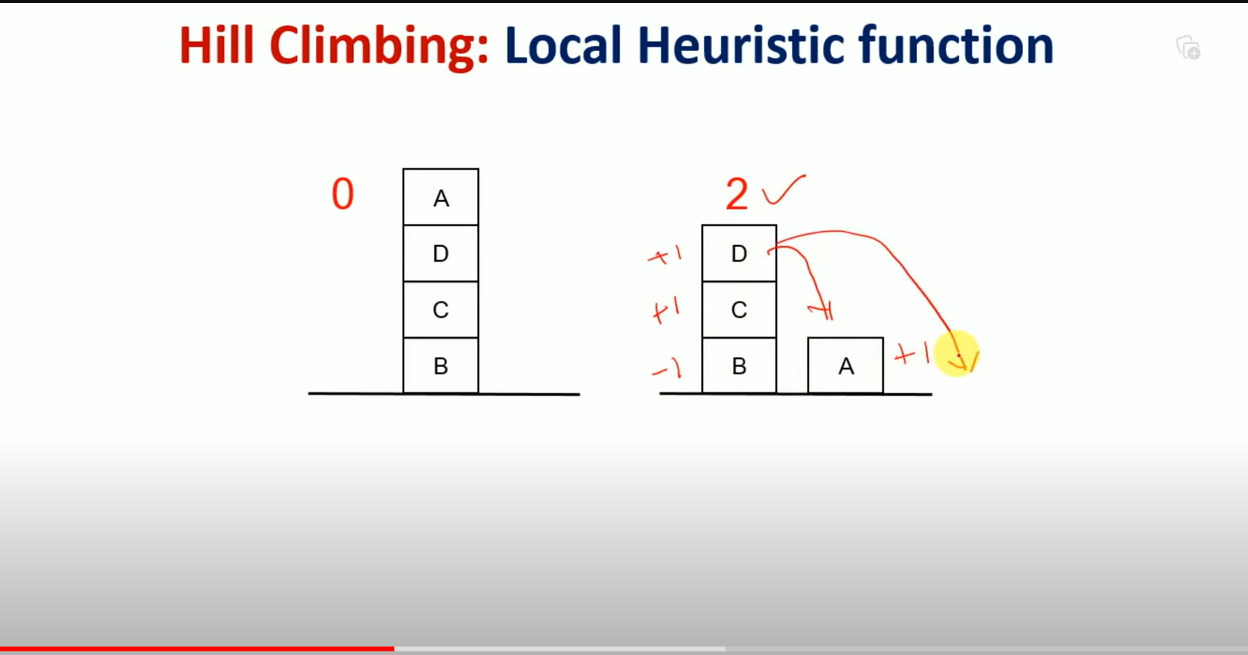 Hill Climbing: Local Heuristic function
0
A
D
C
B
2
+1
D
+1
C
-1
B
A
+1